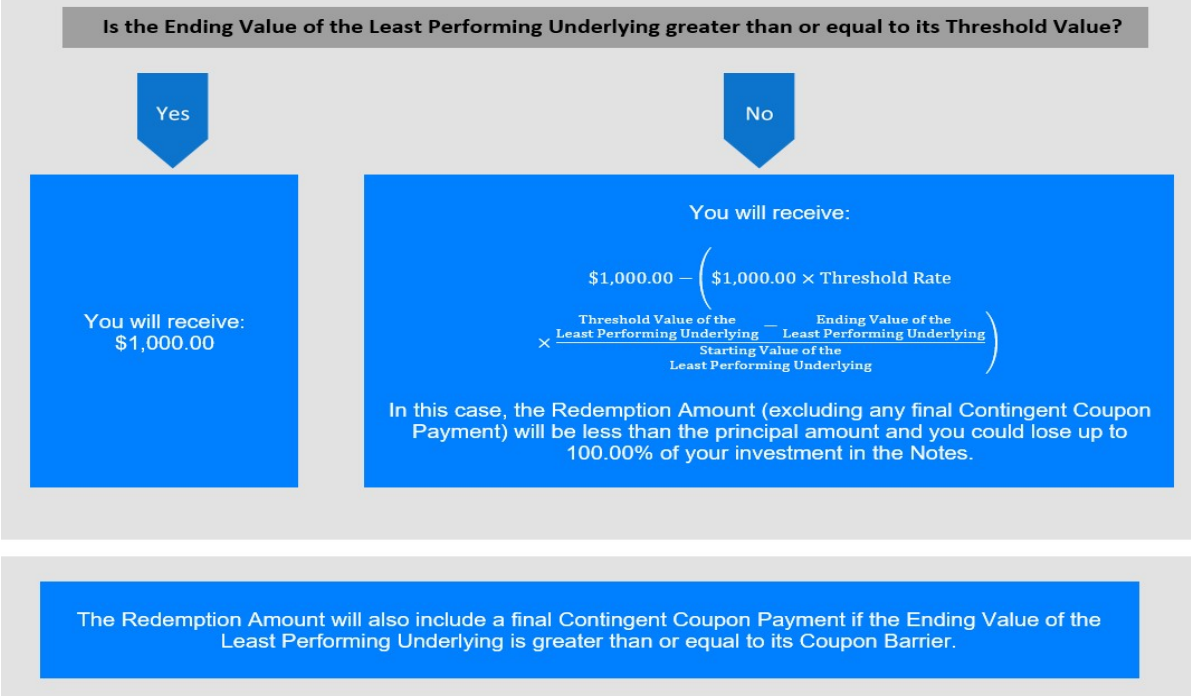 Is the Ending Value of the Least Performing Underlying greater than or equal to its Threshold Value?
Yes
No
You will receive:
$1,000.00
You will receive:
$1,000.00 − ( $1,000.00 × Threshold Rate
× Threshold Value of the
Least Performing Underlying − Ending Value of the
Least Performing Underlying
Starting Value of the
Least Performing Underlying )
In this case, the Redemption Amount (excluding any final Contingent Coupon
Payment) will be less than the principal amount and you could lose up to
100.00% of your investment in the Notes.
The Redemption Amount will also include a final Contingent Coupon Payment if the Ending Value of the
Least Performing Underlying is greater than or equal to its Coupon Barrier.